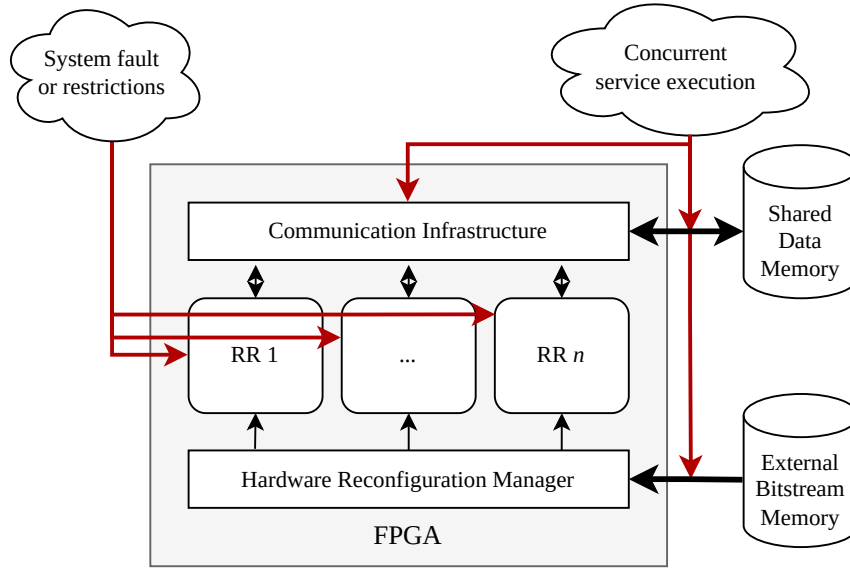 System fault
or restrictions
Concurrent
service execution
Communication Infrastructure
Shared
Data
Memory
RR 1
...
RR n
Hardware Reconfiguration Manager
External
Bitstream
Memory
FPGA